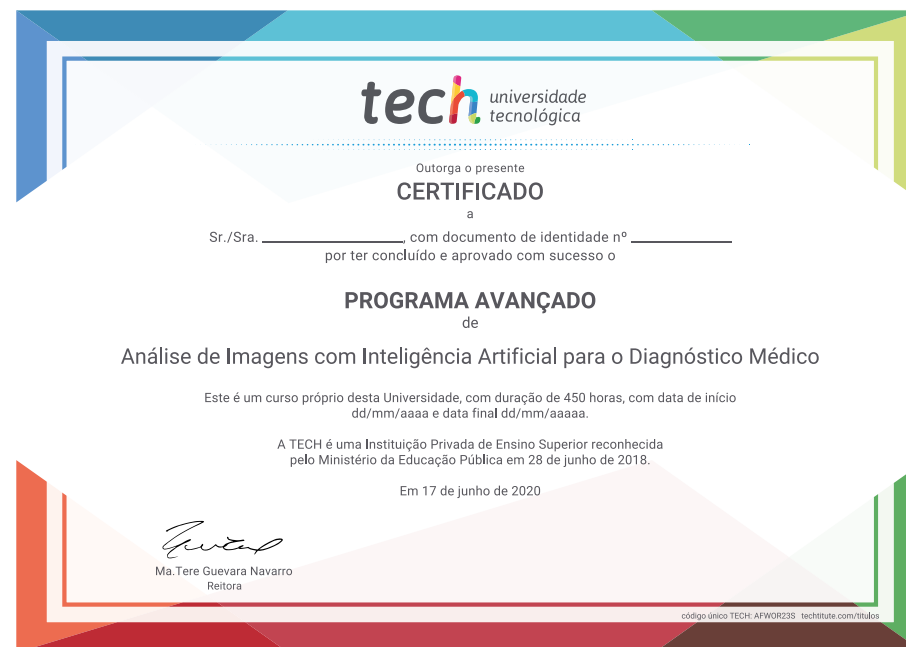 tech universidade
tecnológica
Outorga o presente
CERTIFICADO
a
Sr./Sra. ________________, com documento de identidade nº ____________
por ter concluído e aprovado com sucesso o
PROGRAMA AVANÇADO
de
Análise de Imagens com Inteligência Artificial para o Diagnóstico Médico
Este é um curso próprio desta Universidade, com duração de 450 horas, com data de início
dd/mm/aaaa e data final dd/mm/aaaaa.
A TECH é uma Instituição Privada de Ensino Superior reconhecida
pelo Ministério da Educação Pública em 28 de junho de 2018.
Em 17 de junho de 2020
Ma.Tere Guevara Navarro
Reitora
código único TECH: AFWOR23S techtitute.com/titulos